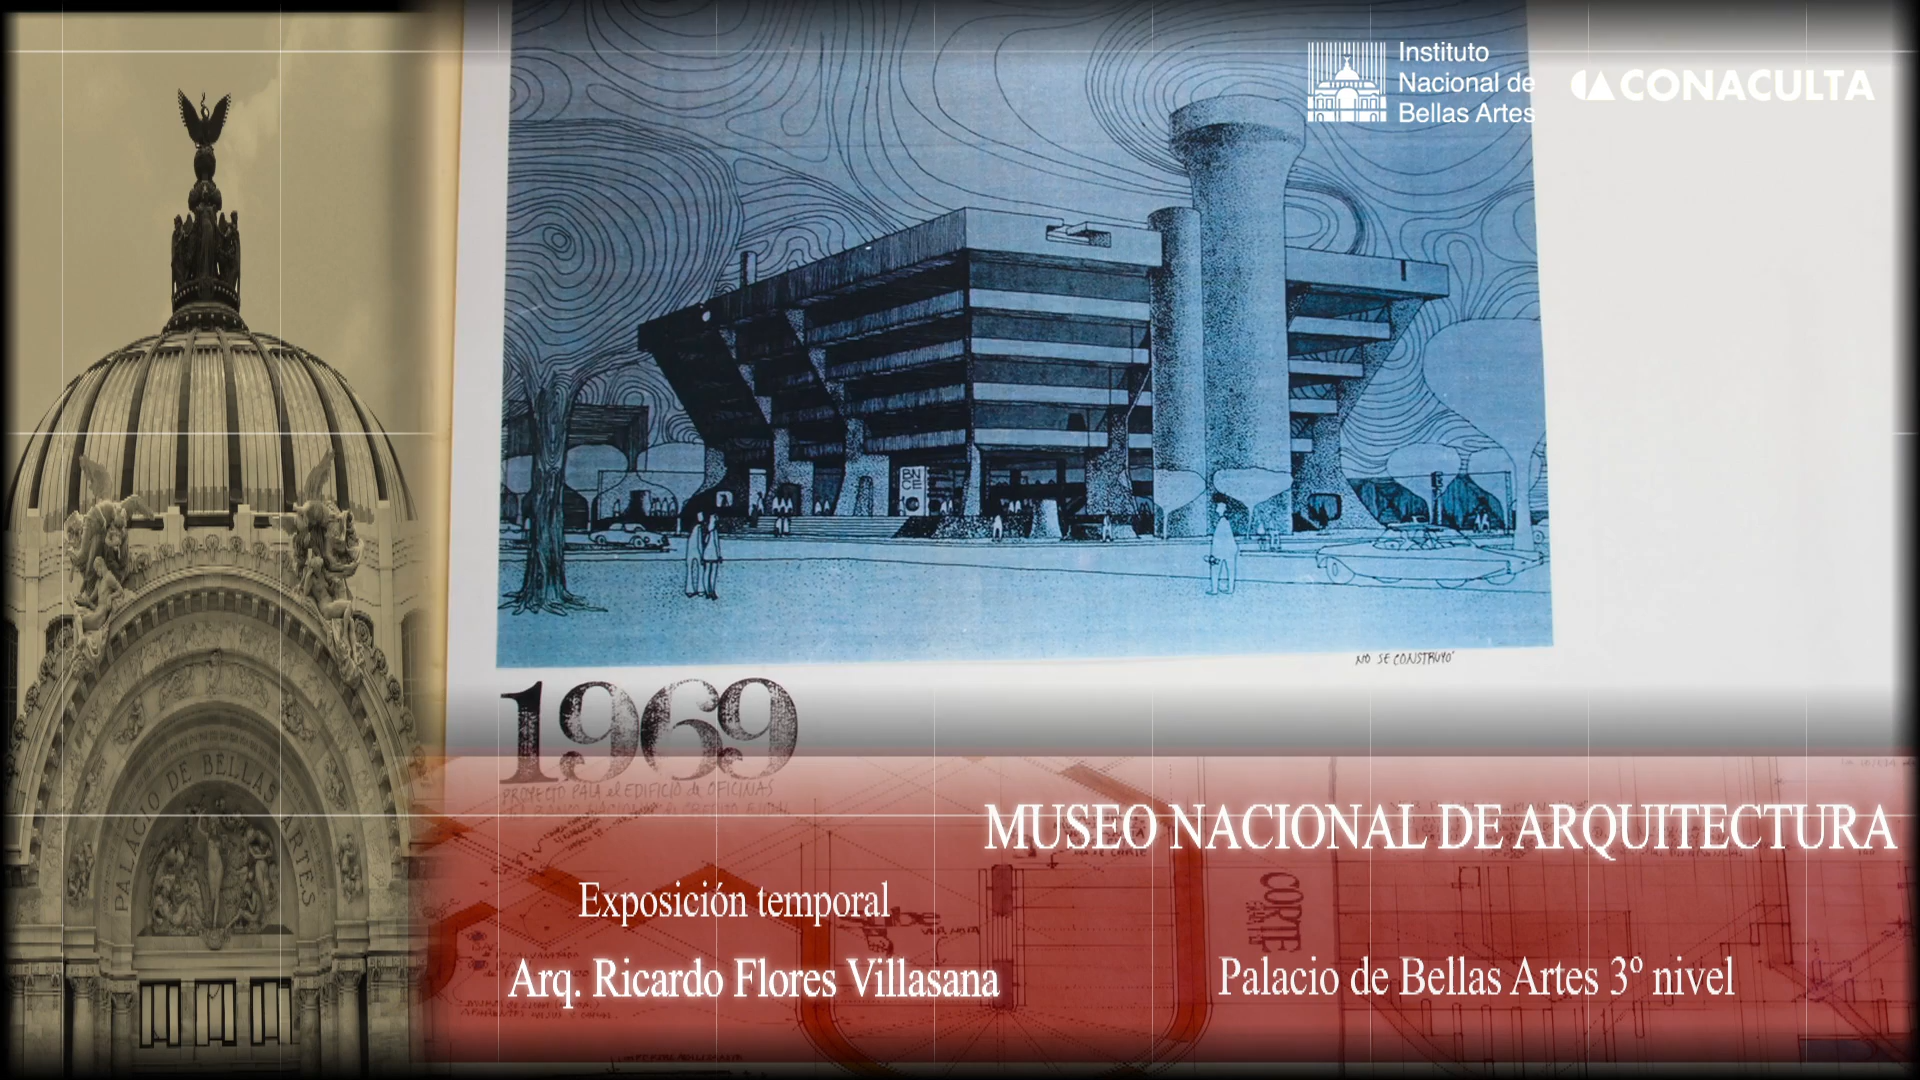 Instituto
Nacional de
Bellas Artes
CONACULTA
NO SE CONSTRUYO
1969
PROYECTO PARA el EDIFICIO de OFICINAS
PALACIO DE BELLAS ARTES
MUSEO NACIONAL DE ARQUITECTURA
Exposición temporal
CORTE
Arq. Ricardo Flores Villasana
Palacio de Bellas Artes 3º nivel